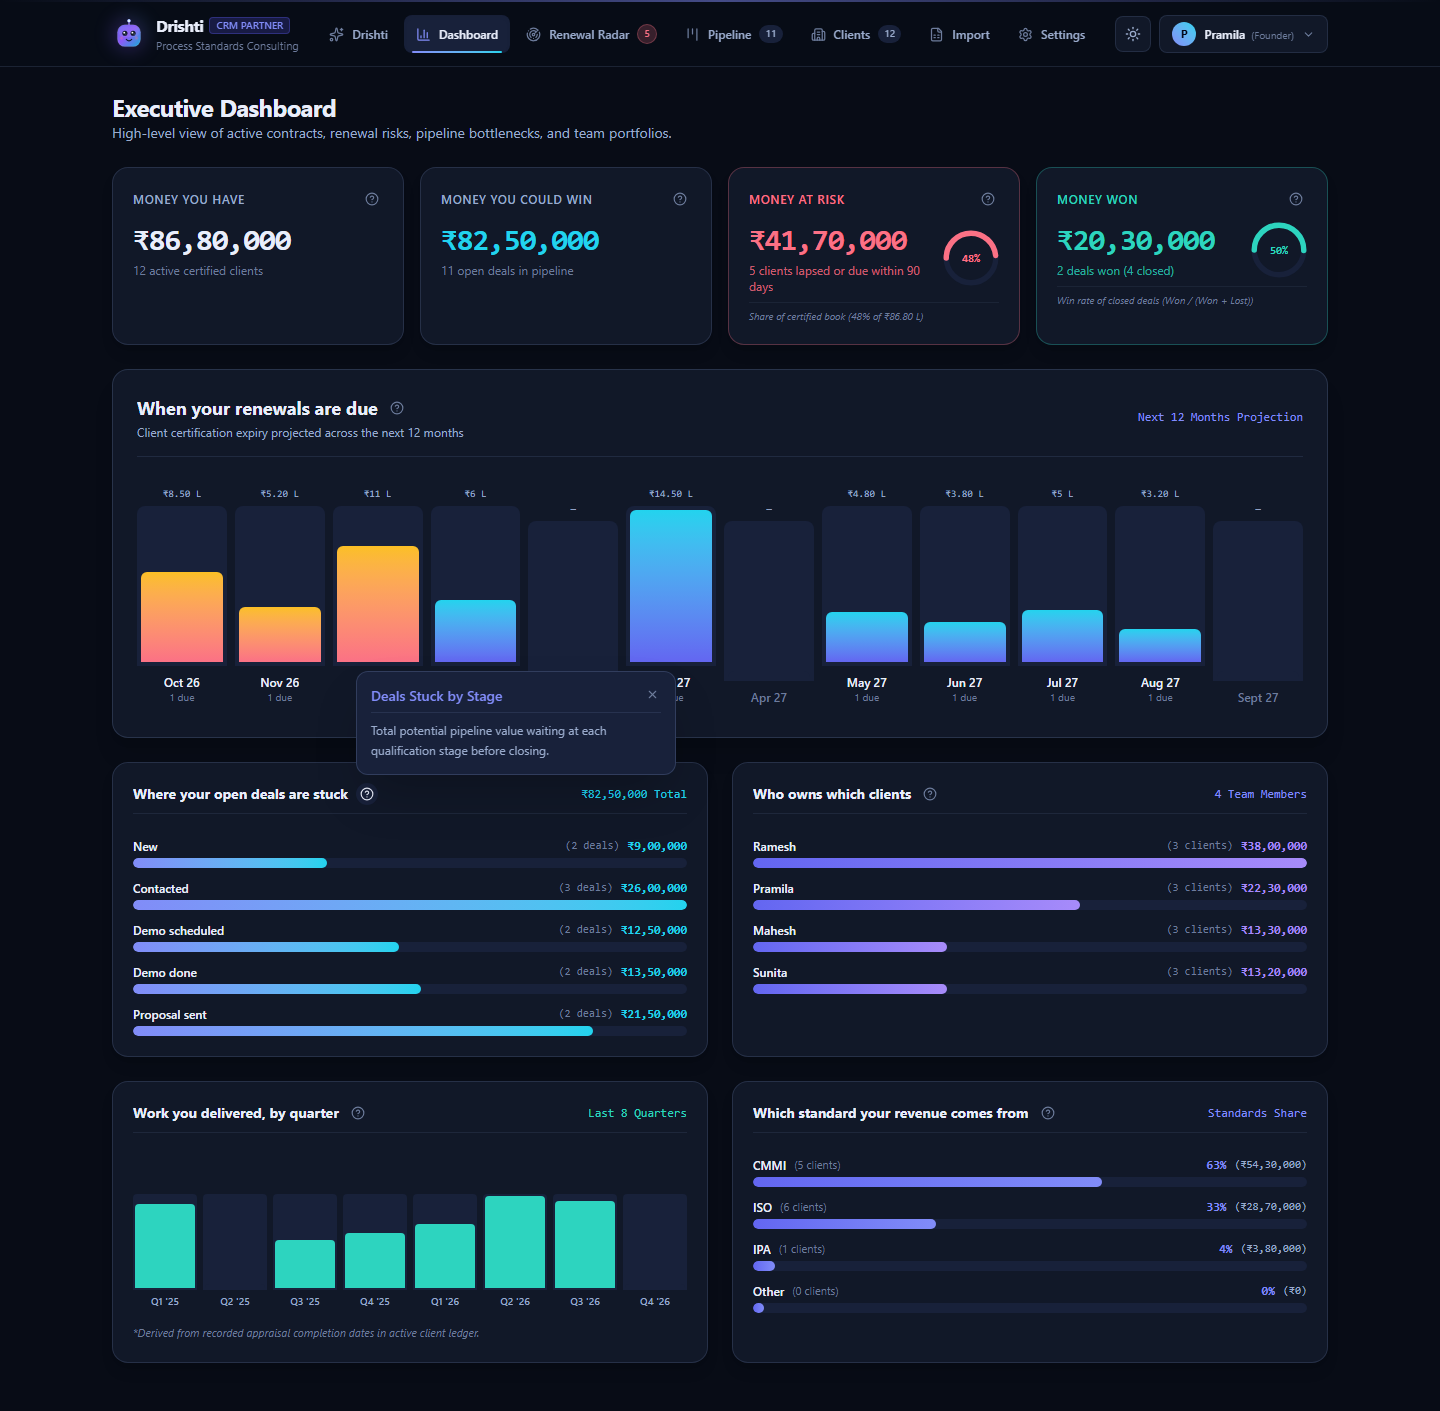 Drishti CRM PARTNER
Process Standards Consulting
Drishti
Dashboard
Renewal Radar 5
Pipeline 11
Clients 12
Import
Settings
P Pramila (Founder)
Executive Dashboard
High-level view of active contracts, renewal risks, pipeline bottlenecks, and team portfolios.
MONEY YOU HAVE
₹86,80,000
12 active certified clients
MONEY YOU COULD WIN
₹82,50,000
11 open deals in pipeline
MONEY AT RISK
₹41,70,000
48%
5 clients lapsed or due within 90
days
Share of certified book (48% of ₹86.80 L)
MONEY WON
₹20,30,000
50%
2 deals won (4 closed)
Win rate of closed deals (Won / (Won + Lost))
When your renewals are due
Client certification expiry projected across the next 12 months
Next 12 Months Projection
₹8.50 L ₹5.20 L ₹11 L ₹6 L – ₹14.50 L – ₹4.80 L ₹3.80 L ₹5 L ₹3.20 L –
Oct 26 Nov 26 27 Apr 27 May 27 Jun 27 Jul 27 Aug 27 Sept 27
1 due 1 due 1 due 1 due 1 due 1 due
Deals Stuck by Stage
Total potential pipeline value waiting at each
qualification stage before closing.
Where your open deals are stuck
₹82,50,000 Total
New (2 deals) ₹9,00,000
Contacted (3 deals) ₹26,00,000
Demo scheduled (2 deals) ₹12,50,000
Demo done (2 deals) ₹13,50,000
Proposal sent (2 deals) ₹21,50,000
Who owns which clients
4 Team Members
Ramesh (3 clients) ₹38,00,000
Pramila (3 clients) ₹22,30,000
Mahesh (3 clients) ₹13,30,000
Sunita (3 clients) ₹13,20,000
Work you delivered, by quarter
Last 8 Quarters
Q1 '25 Q2 '25 Q3 '25 Q4 '25 Q1 '26 Q2 '26 Q3 '26 Q4 '26
*Derived from recorded appraisal completion dates in active client ledger.
Which standard your revenue comes from
Standards Share
CMMI (5 clients) 63% (₹54,30,000)
ISO (6 clients) 33% (₹28,70,000)
IPA (1 clients) 4% (₹3,80,000)
Other (0 clients) 0% (₹0)